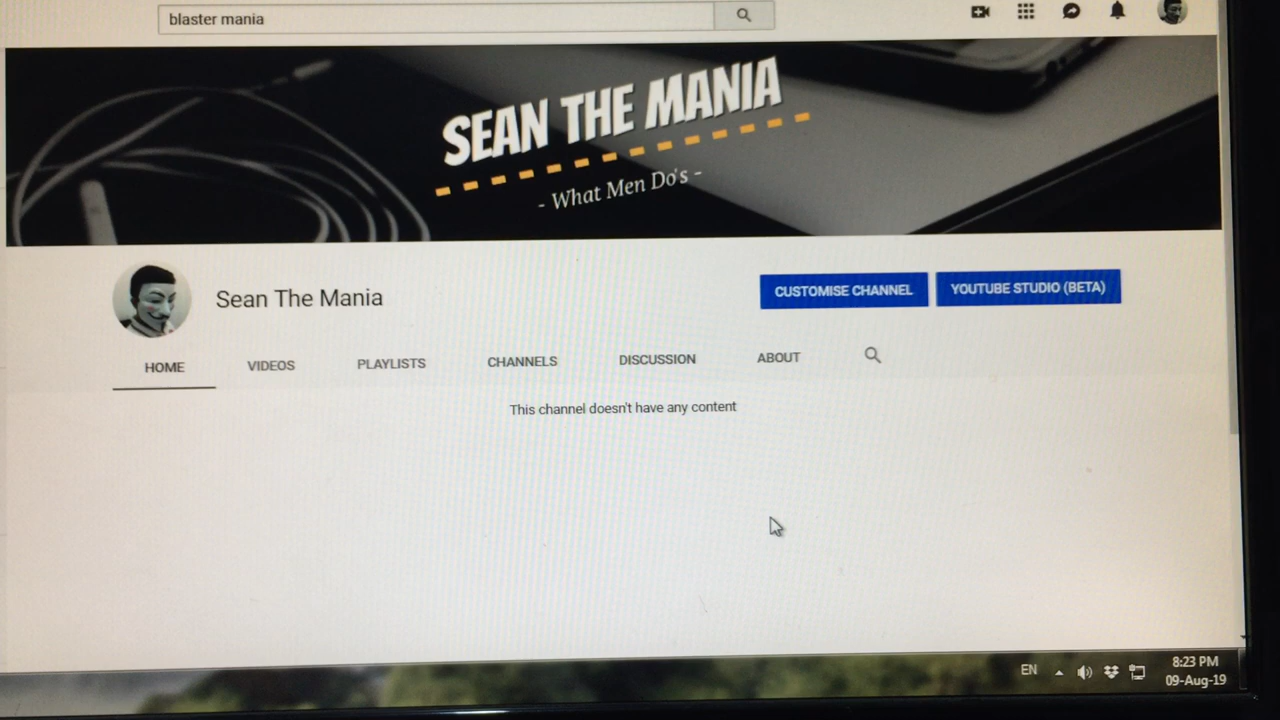 blaster mania
SEAN THE MANIA
- What Men Do's -
Sean The Mania
CUSTOMISE CHANNEL
YOUTUBE STUDIO (BETA)
HOME
VIDEOS
PLAYLISTS
CHANNELS
DISCUSSION
ABOUT
This channel doesn't have any content
EN
8:23 PM
09-Aug-19